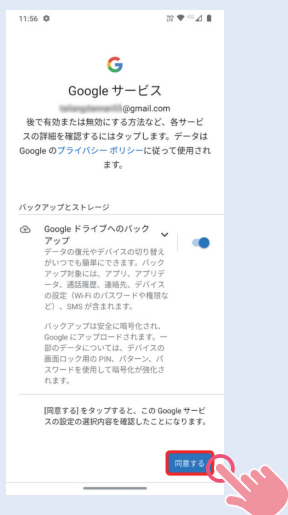 11:56
Google サービス
@gmail.com
後で有効または無効にする方法など、各サービ
スの詳細を確認するにはタップします。データは
Google のプライバシー ポリシーに従って使用され
ます。
バックアップとストレージ
Google ドライブへのバック
アップ
データの復元やデバイスの切り替え
がいつでも簡単にできます。バック
アップ対象には、アプリ、アプリデ
ータ、通話履歴、連絡先、デバイス
の設定（Wi-Fi のパスワードや権限な
ど）、SMS が含まれます。
バックアップは安全に暗号化され、
Google にアップロードされます。一
部のデータについては、デバイスの
画面ロック用の PIN、パターン、パ
スワードを使用して暗号化が強化さ
れます。
[同意する] をタップすると、この Google サービ
スの設定の選択内容を確認したことになります。
同意する